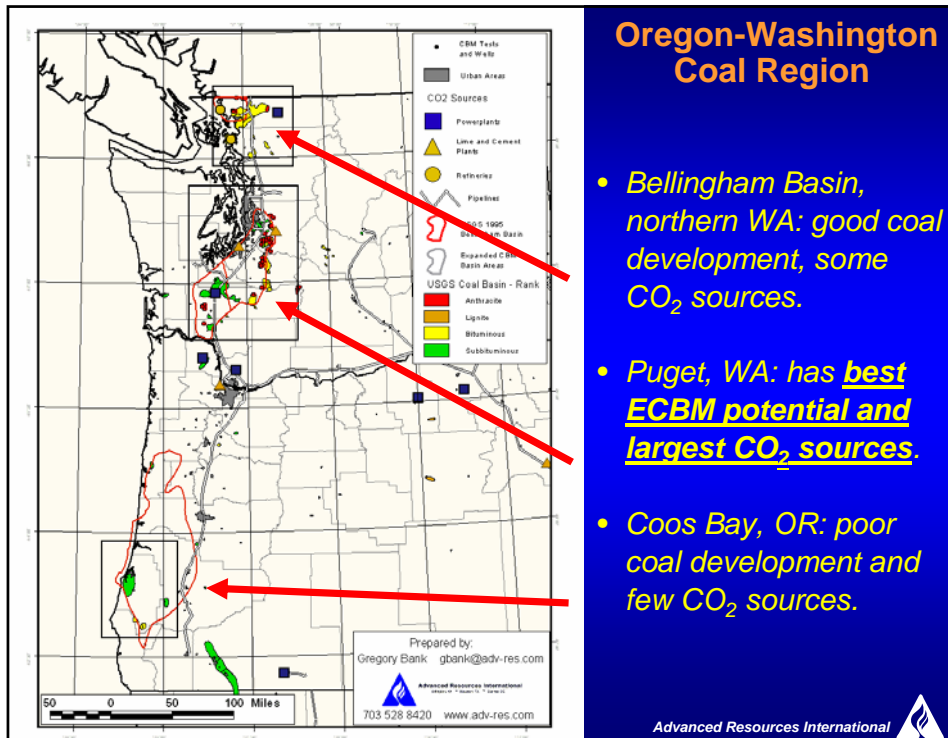 CBM Tests
and Wells
Urban Areas
CO2 Sources
Powerplants
Lime and Cement
Plants
Refineries
Pipelines
USGS 1995
Bellingham Basin
Expanded CBM
Basin Areas
USGS Coal Basin - Rank
Anthracite
Lignite
Bituminous
Subbituminous
Prepared by:
Gregory Bank gbank@adv-res.com
Advanced Resources International
703 528 8420 www.adv-res.com
50 0 50 100 Miles
Oregon-Washington
Coal Region
• Bellingham Basin,
northern WA: good coal
development, some
CO2 sources.
• Puget, WA: has best
ECBM potential and
largest CO2 sources.
• Coos Bay, OR: poor
coal development and
few CO2 sources.
Advanced Resources International